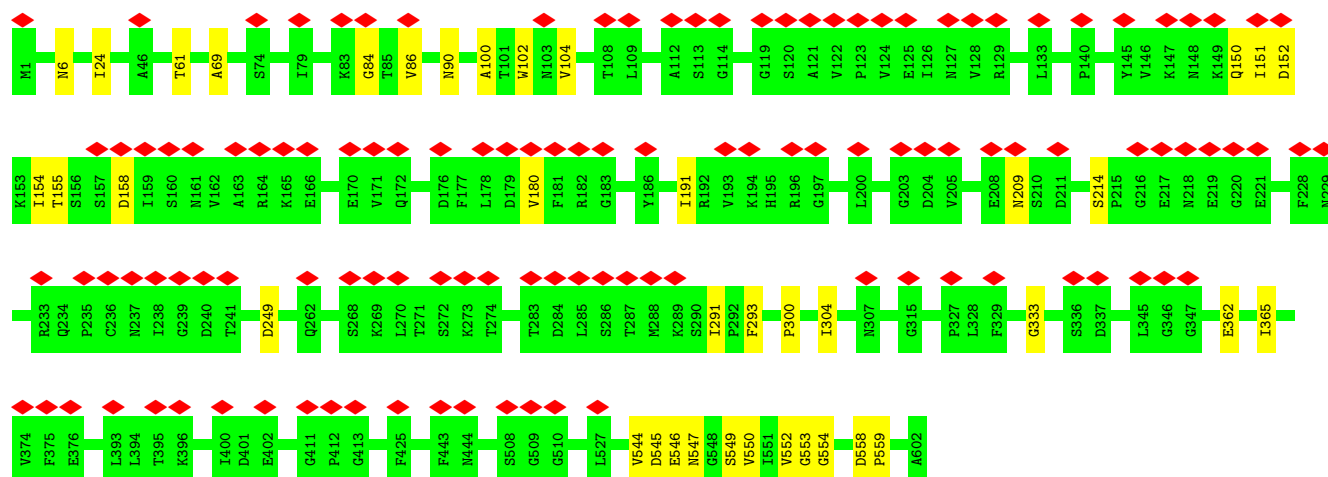 M1 N6 I24 A46 T61 A69 S74 I79 K83 G84 T85 V86 N90 A100 T101 W102 N103 V104 T108 L109 A112 S113 G114 G119 S120 A121 V122 P123 V124 E125 I126 N127 V128 R129 L133 P140 Y145 V146 K147 N148 K149 Q150 I151 D152
K153 I154 T155 S156 S157 D158 I159 S160 N161 V162 A163 R164 K165 E166 E170 V171 Q172 D176 F177 L178 D179 V180 F181 R182 G183 Y186 I191 R192 V193 K194 H195 R196 G197 L200 G203 D204 V205 E208 N209 S210 D211 S214 P215 G216 E217 N218 E219 G220 E221 F228 N229
R233 Q234 P235 C236 N237 I238 G239 D240 T241 D249 Q262 S268 K269 L270 T271 S272 K273 T274 T283 D284 L285 S286 T287 M288 K289 S290 I291 P292 F293 P300 I304 N307 G315 P327 L328 F329 G333 S336 D337 L345 G346 G347 E362 I365
V374 F375 E376 L393 L394 T395 K396 I400 D401 E402 G411 P412 G413 F425 F443 N444 S508 G509 G510 L527 V544 D545 E546 N547 G548 S549 V550 I551 V552 G553 G554 D558 P559 A602